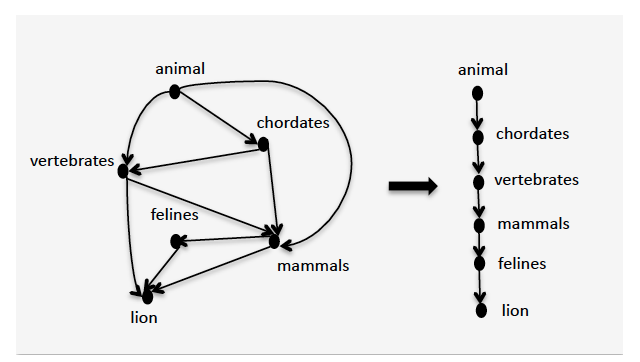 animal
chordates
vertebrates
felines
mammals
lion
animal
chordates
vertebrates
mammals
felines
lion